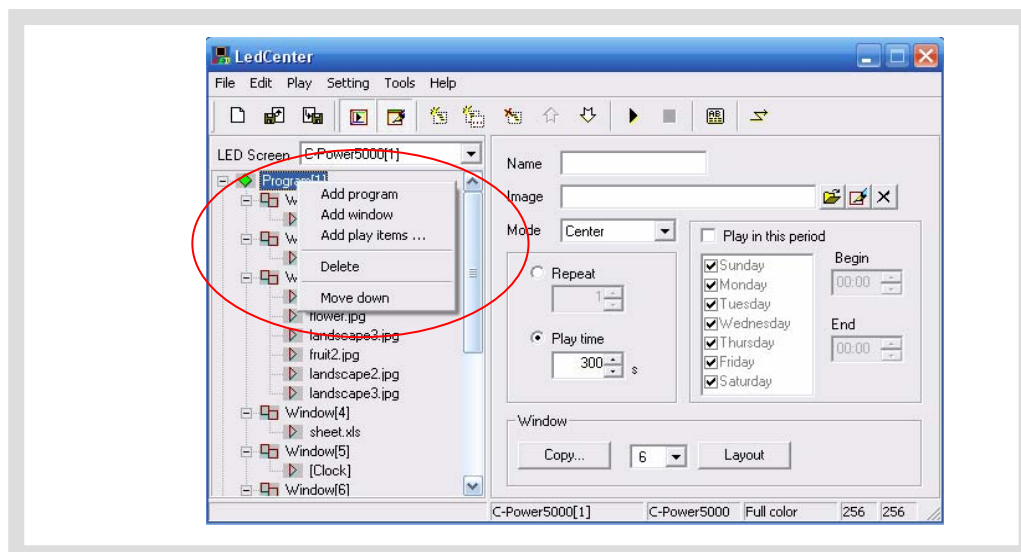 LedCenter
File Edit Play Setting Tools Help
LED Screen C-Power5000[1]
Program[1]
W
Add program
Add window
W
Add play items ...
Delete
W
Move down
flower.jpg
landscape3.jpg
fruit2.jpg
landscape2.jpg
landscape3.jpg
Window[4]
sheet.xls
Window[5]
[Clock]
Window[6]
Name
Image
Mode Center
Repeat
1
Play time
300 s
Play in this period
Sunday
Monday
Tuesday
Wednesday
Thursday
Friday
Saturday
Begin
00:00
End
00:00
Window
Copy... 6 Layout
C-Power5000[1] C-Power5000 Full color 256 256